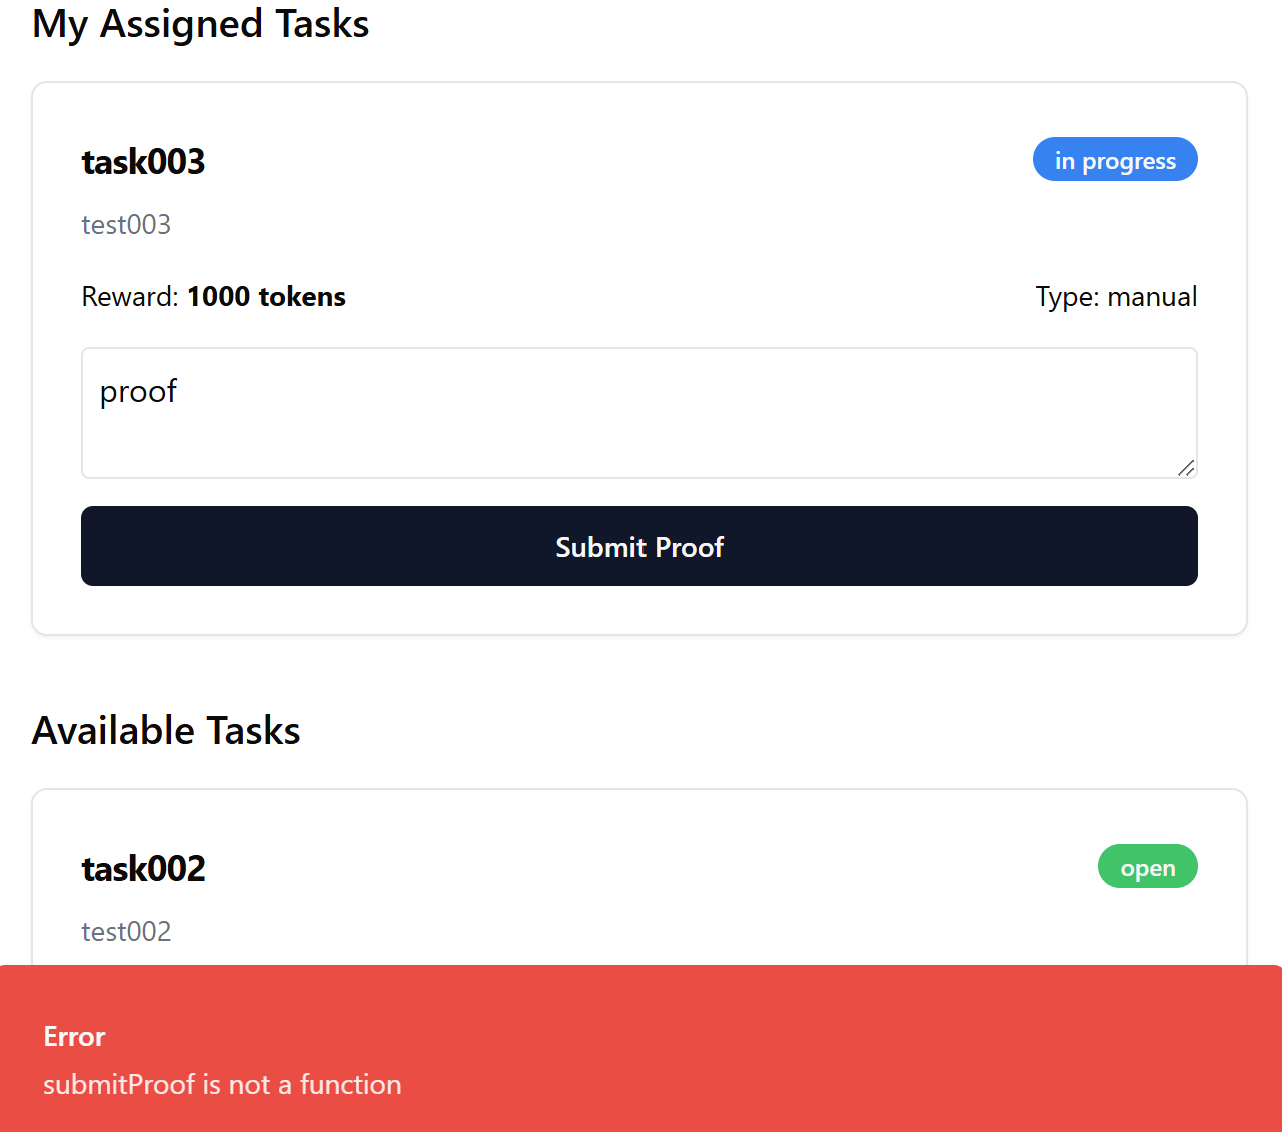 My Assigned Tasks
task003
in progress
test003
Reward: 1000 tokens
Type: manual
proof
Submit Proof
Available Tasks
task002
open
test002
Error
submitProof is not a function